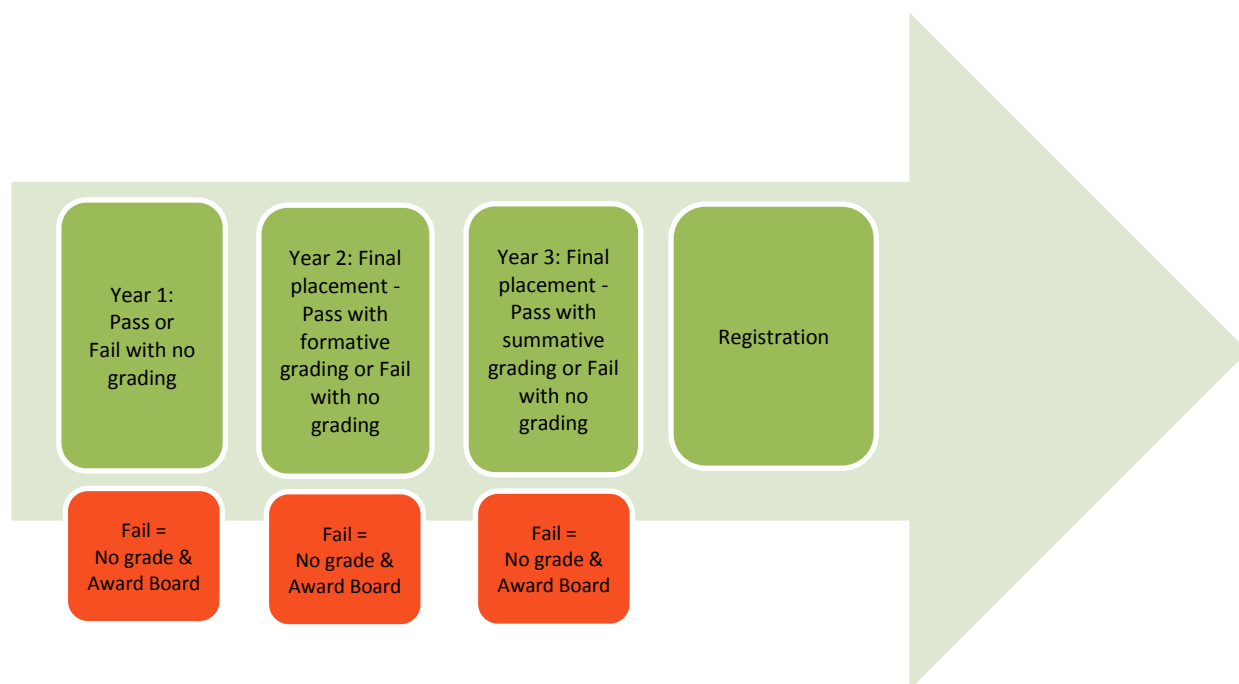 Year 1:
Pass or
Fail with no
grading
Year 2: Final
placement -
Pass with
formative
grading or Fail
with no
grading
Year 3: Final
placement -
Pass with
summative
grading or Fail
with no
grading
Registration
Fail =
No grade &
Award Board
Fail =
No grade &
Award Board
Fail =
No grade &
Award Board